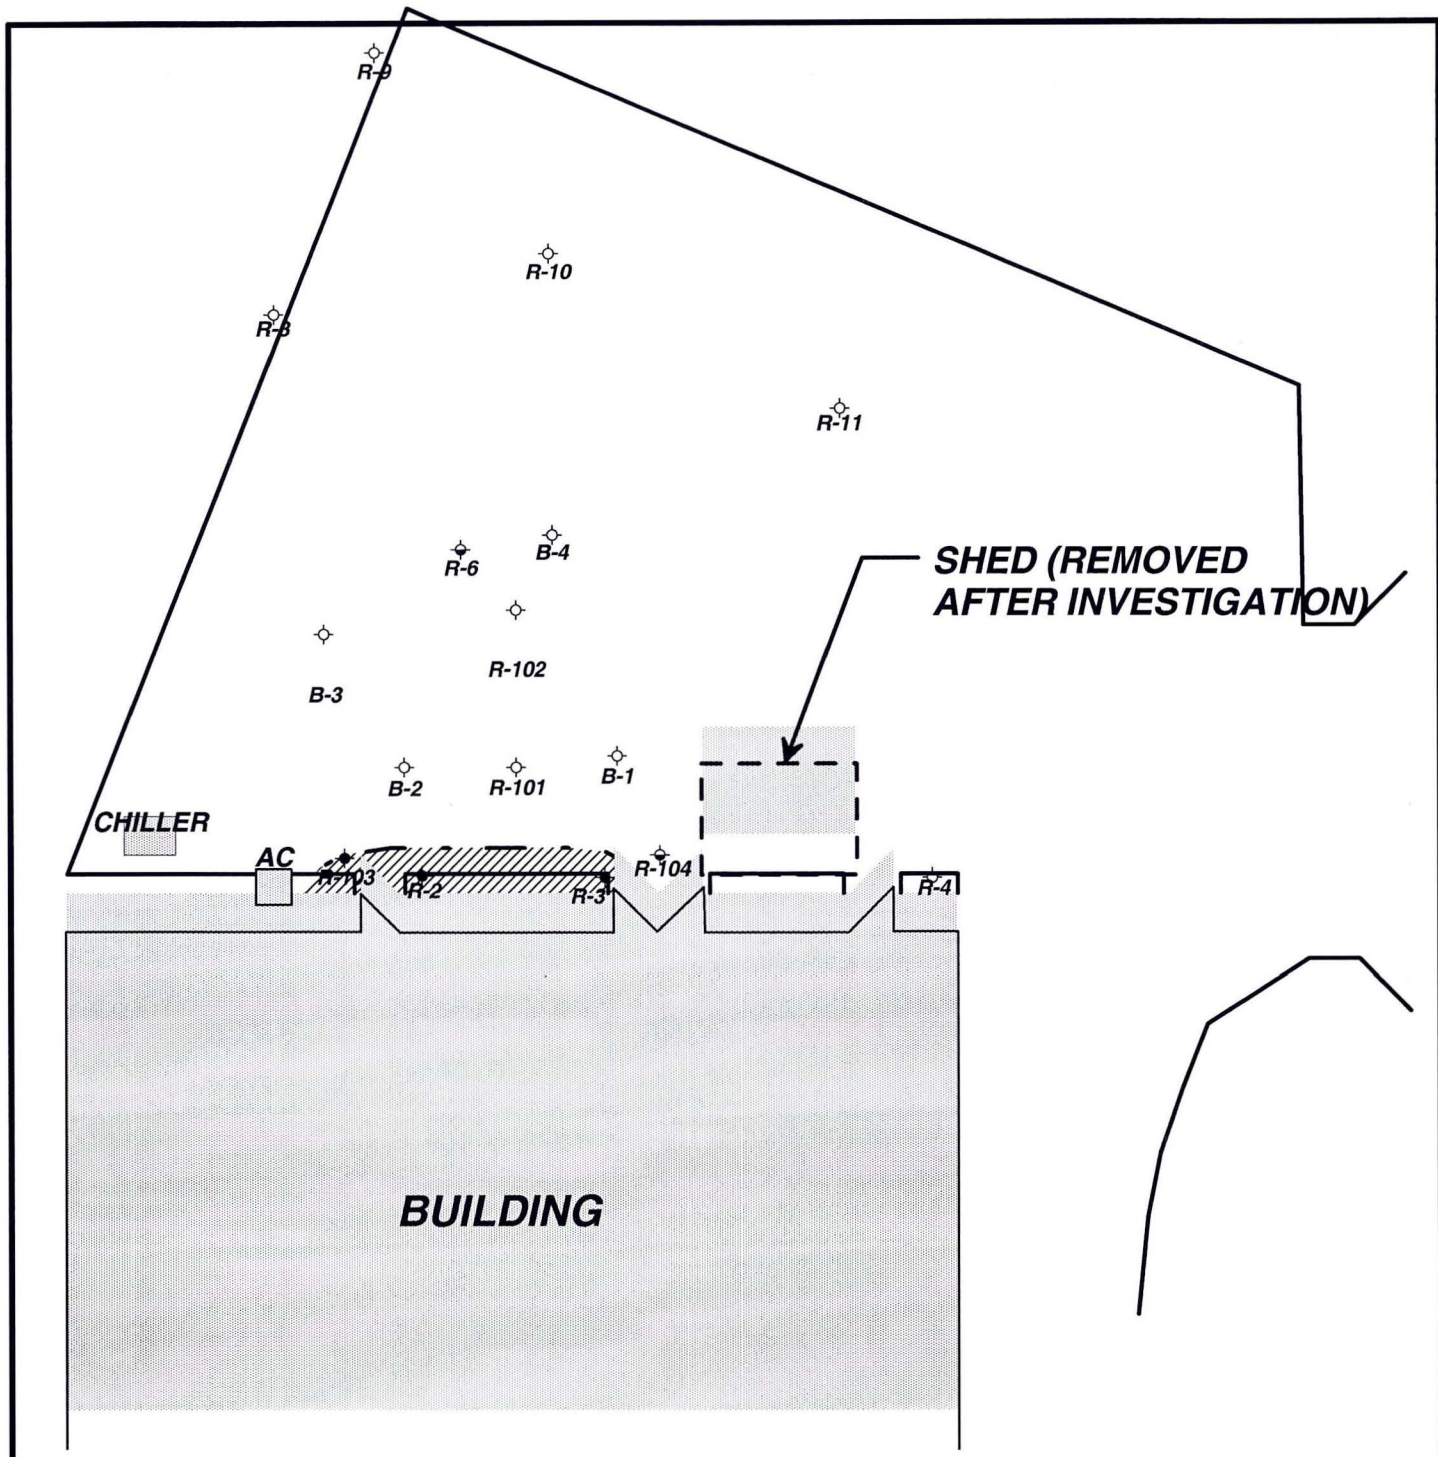 R-9
R-10
R-8
R-11
B-4
R-6
SHED (REMOVED
AFTER INVESTIGATION)
R-102
B-3
B-1
B-2
R-101
CHILLER
AC
R-104
R-103
R-2
R-3
R-4
BUILDING